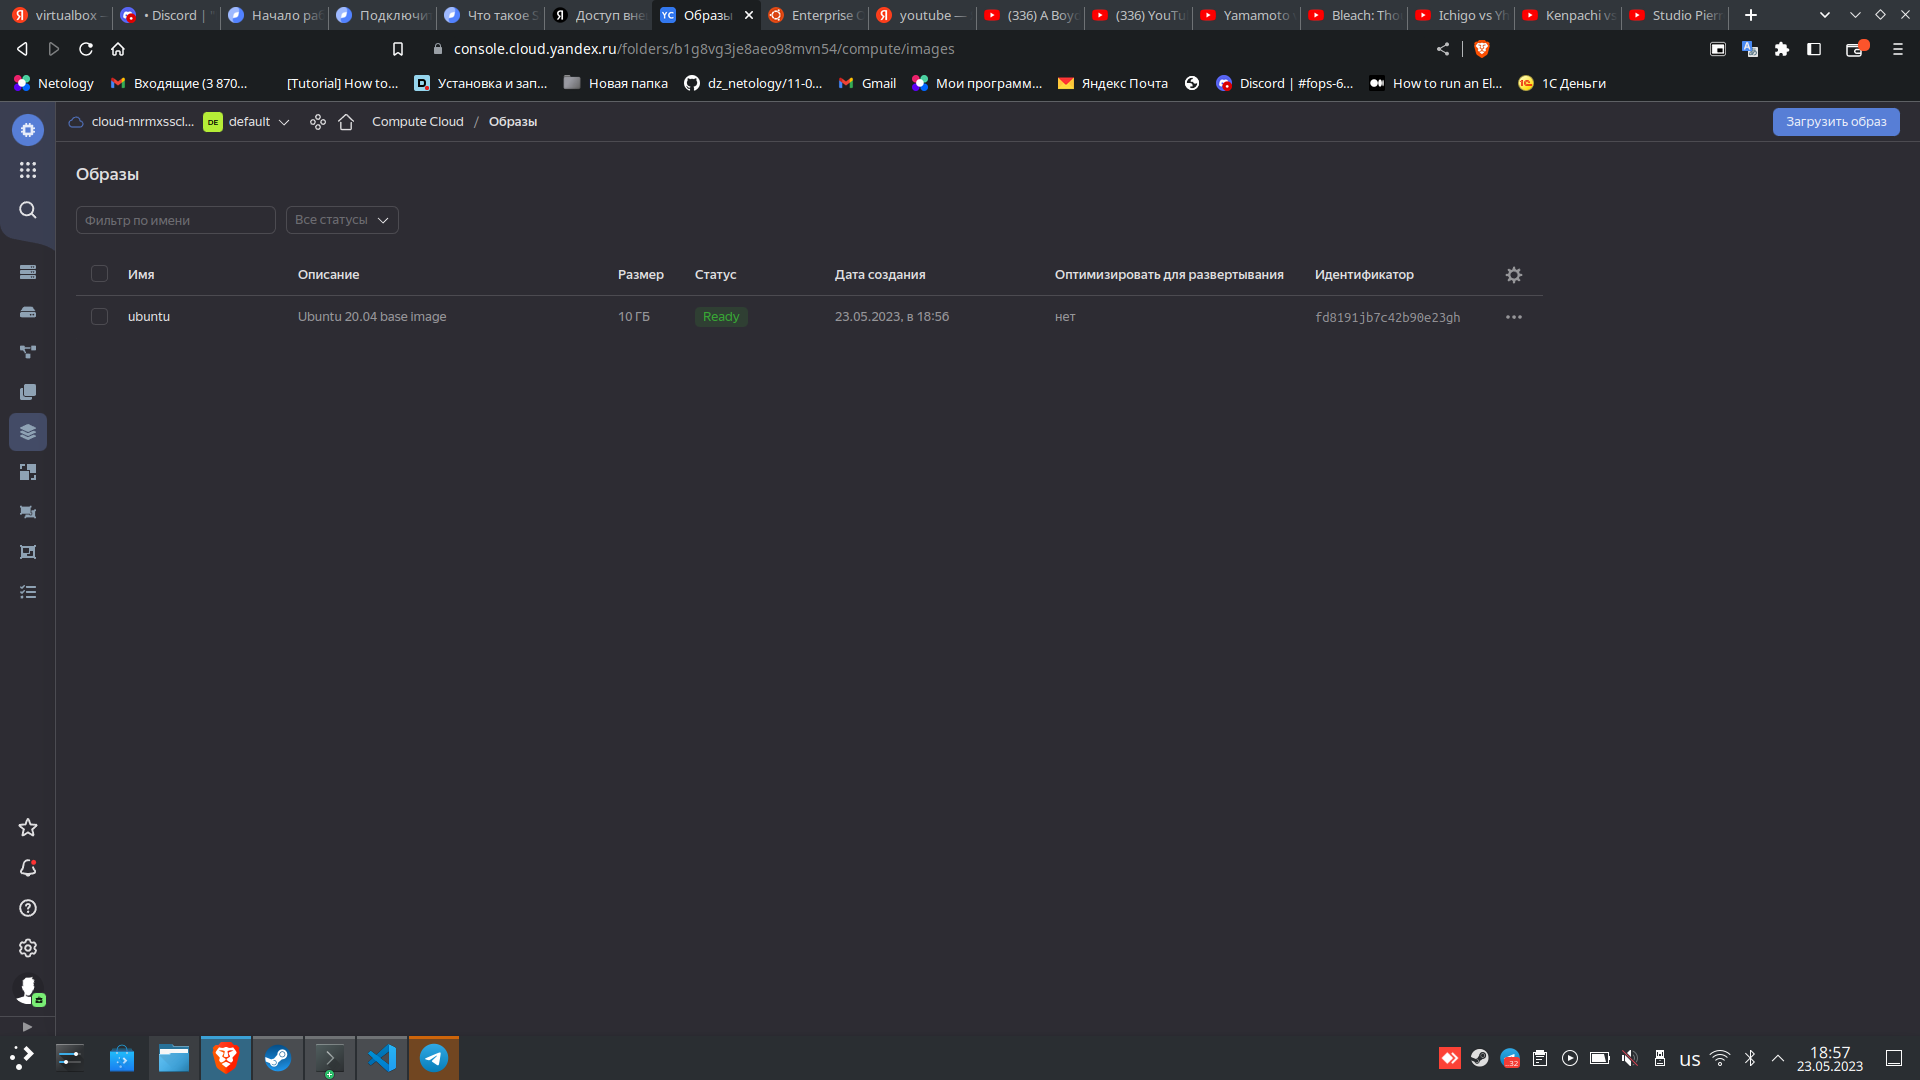 virtualbox —
• Discord | "
Начало ра
Подключи
Что такое S
Доступ вне
YC Образы
Enterprise
youtube —
(336) A Boy
(336) YouTu
Yamamoto
Bleach: Tho
Ichigo vs Yh
Kenpachi vs
Studio Pierr
console.cloud.yandex.ru/folders/b1g8vg3je8aeo98mvn54/compute/images
Netology
Входящие (3 870...
[Tutorial] How to...
Установка и зап...
Новая папка
dz_netology/11-0...
Gmail
Мои программ...
Яндекс Почта
Discord | #fops-6...
How to run an El...
1С Деньги
cloud-mrmxsscl...
DE default
Compute Cloud / Образы
Загрузить образ
Образы
Фильтр по имени
Все статусы
Имя Описание Размер Статус Дата создания Оптимизировать для развертывания Идентификатор
ubuntu Ubuntu 20.04 base image 10 ГБ Ready 23.05.2023, в 18:56 нет fd8191jb7c42b90e23gh
us
18:57
23.05.2023